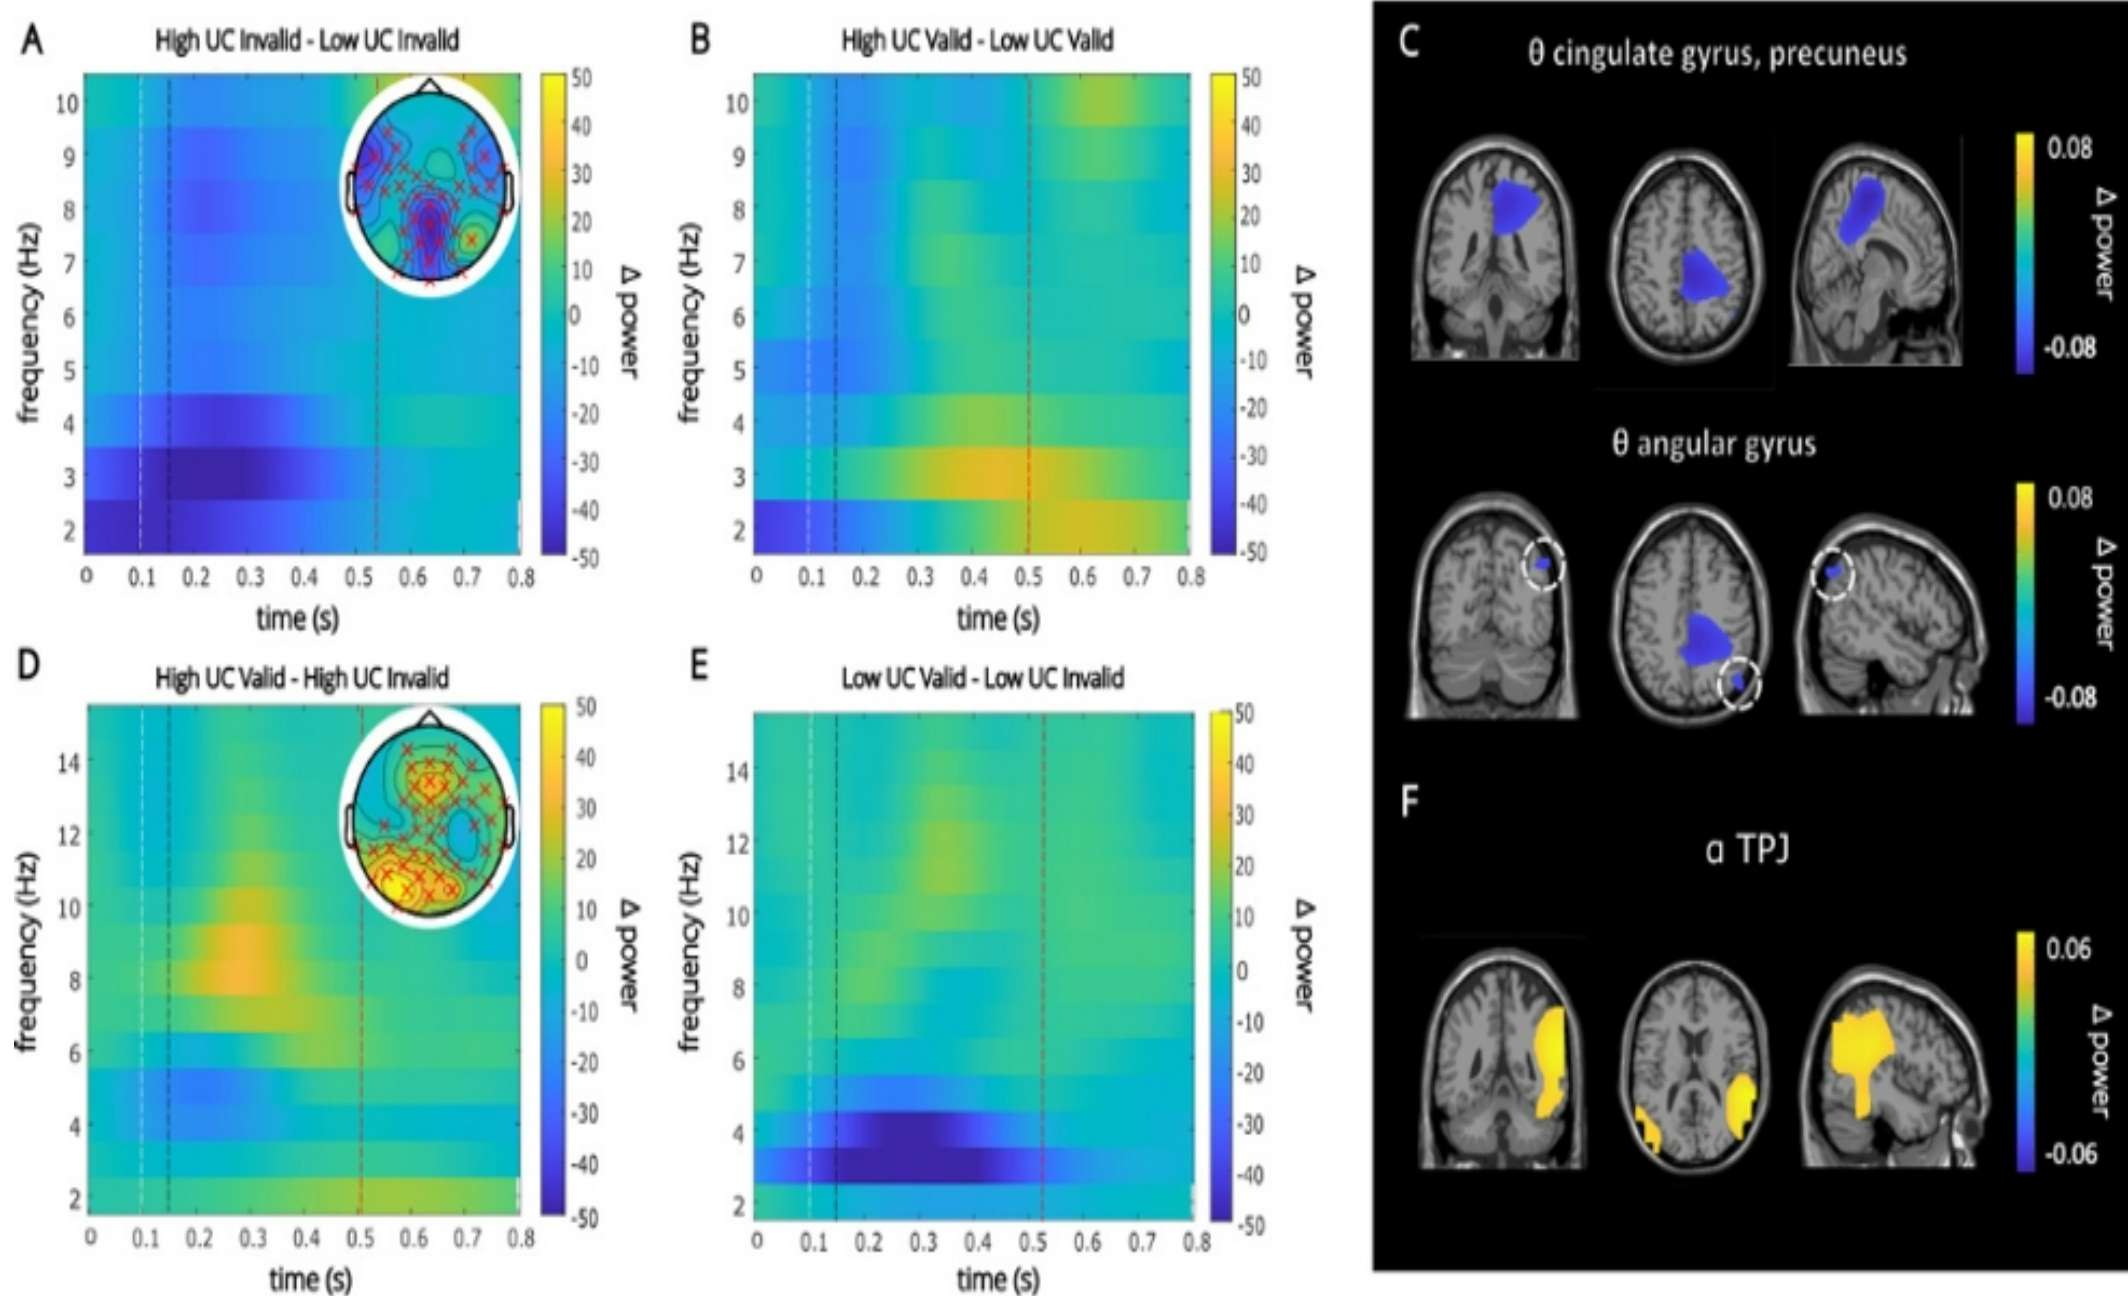 A
High UC Invalid - Low UC Invalid
10
9
8
7
6
5
4
3
2
frequency (Hz)
0 0.1 0.2 0.3 0.4 0.5 0.6 0.7 0.8
time (s)
50
40
30
20
10
0
-10
-20
-30
-40
-50
Δ power
B
High UC Valid - Low UC Valid
10
9
8
7
6
5
4
3
2
frequency (Hz)
0 0.1 0.2 0.3 0.4 0.5 0.6 0.7 0.8
time (s)
50
40
30
20
10
0
-10
-20
-30
-40
-50
Δ power
C
θ cingulate gyrus, precuneus
0.08
-0.08
Δ power
θ angular gyrus
0.08
-0.08
Δ power
D
High UC Valid - High UC Invalid
14
12
10
8
6
4
2
frequency (Hz)
0 0.1 0.2 0.3 0.4 0.5 0.6 0.7 0.8
time (s)
50
40
30
20
10
0
-10
-20
-30
-40
-50
Δ power
E
Low UC Valid - Low UC Invalid
14
12
10
8
6
4
2
frequency (Hz)
0 0.1 0.2 0.3 0.4 0.5 0.6 0.7 0.8
time (s)
50
40
30
20
10
0
-10
-20
-30
-40
-50
Δ power
F
α TPJ
0.06
-0.06
Δ power